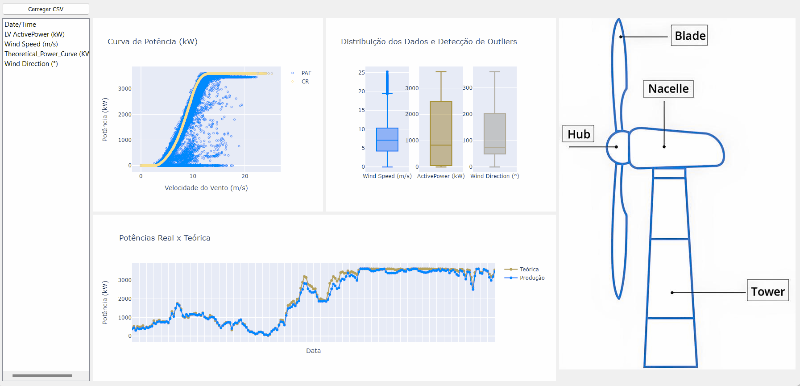 Carregar CSV
Date/Time
LV ActivePower (kW)
Wind Speed (m/s)
Theoretical_Power_Curve (KW
Wind Direction (°)
Curva de Potência (kW)
Potência (kW)
3000
2000
1000
0
0
10
20
Velocidade do Vento (m/s)
CR
Distribuição dos Dados e Detecção de Outliers
25
20
15
10
5
0
Wind Speed (m/s)
3000
2000
1000
0
ActivePower (kW)
300
200
100
0
Wind Direction (°)
Potências Real x Teórica
Potência (kW)
3000
2000
1000
0
Data
Teórica
Produção
Blade
Nacelle
Hub
Tower